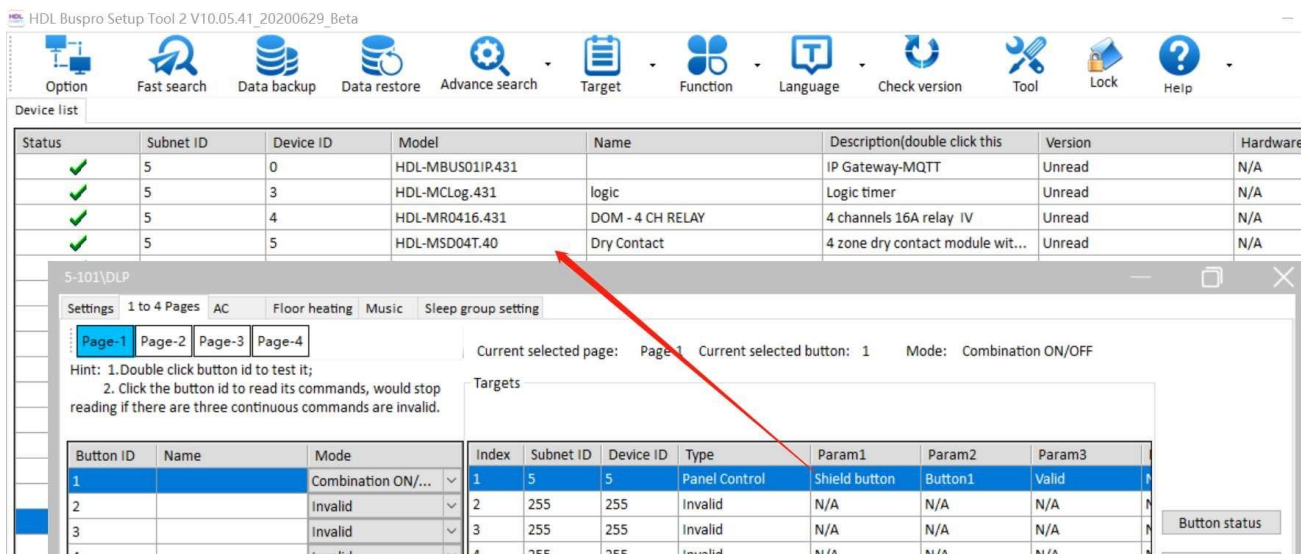 HDL Buspro Setup Tool 2 V10.05.41_20200629_Beta
Option Fast search Data backup Data restore Advance search Target Function Language Check version Tool Lock Help
Device list
Status Subnet ID Device ID Model Name Description(double click this Version Hardware
5 0 HDL-MBUS01IP.431 IP Gateway-MQTT Unread N/A
5 3 HDL-MCLog.431 logic Logic timer Unread N/A
5 4 HDL-MR0416.431 DOM - 4 CH RELAY 4 channels 16A relay IV Unread N/A
5 5 HDL-MSD04T.40 Dry Contact 4 zone dry contact module wit... Unread N/A
5-101\DLP
Settings 1 to 4 Pages AC Floor heating Music Sleep group setting
Page-1 Page-2 Page-3 Page-4
Current selected page: Page-1 Current selected button: 1 Mode: Combination ON/OFF
Hint: 1.Double click button id to test it;
2. Click the button id to read its commands, would stop
reading if there are three continuous commands are invalid.
Targets
Button ID Name Mode
1 Combination ON/...
2 Invalid
3 Invalid
Index Subnet ID Device ID Type Param1 Param2 Param3
1 5 5 Panel Control Shield button Button1 Valid
2 255 255 Invalid N/A N/A N/A
3 255 255 Invalid N/A N/A N/A
4 255 255 Invalid N/A N/A N/A
Button status